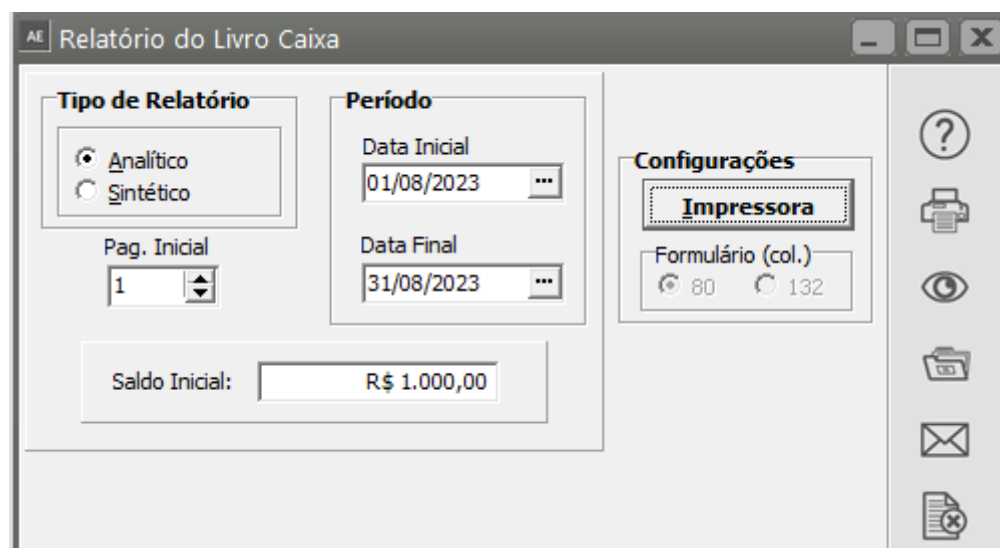 AE Relatório do Livro Caixa
Tipo de Relatório
Analítico
Sintético
Pag. Inicial
1
Período
Data Inicial
01/08/2023 ...
Data Final
31/08/2023 ...
Saldo Inicial: R$ 1.000,00
Configurações
Impressora
Formulário (col.)
80 132
?